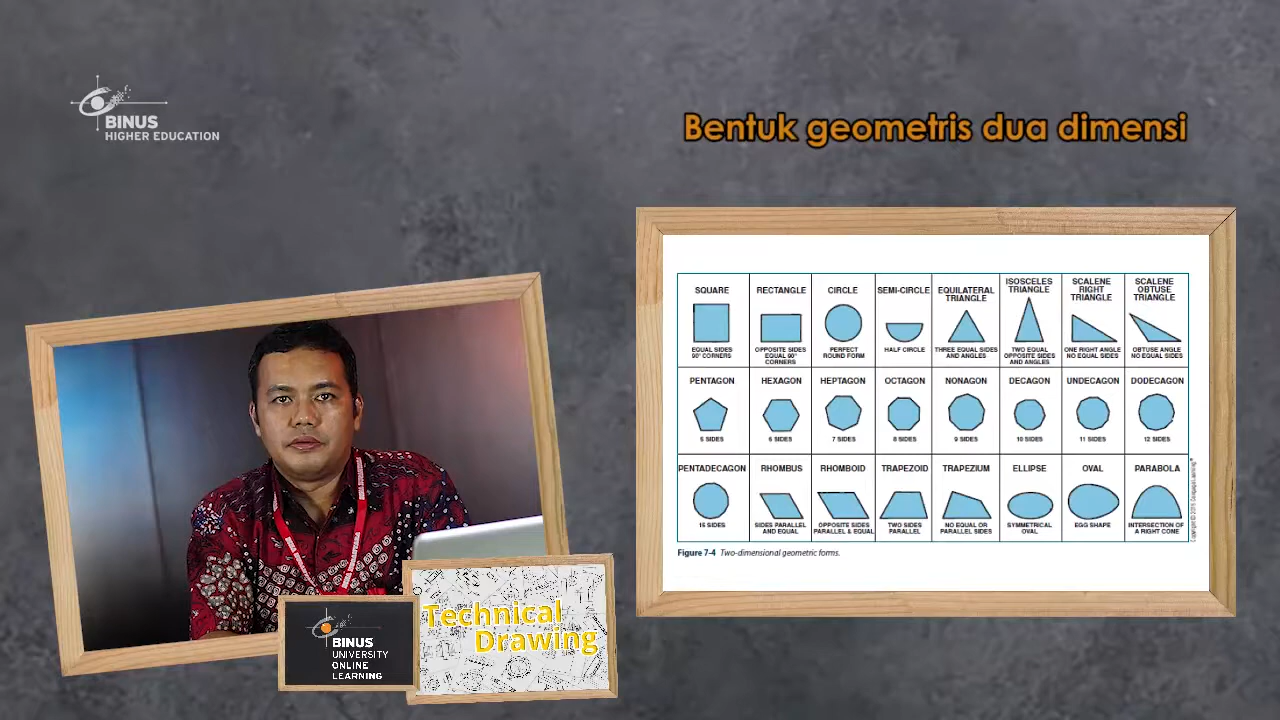 BINUS
HIGHER EDUCATION
Bentuk geometris dua dimensi
SQUARE
EQUAL SIDES
90° CORNERS
RECTANGLE
OPPOSITE SIDES
EQUAL 90°
CORNERS
CIRCLE
PERFECT
ROUND FORM
SEMI-CIRCLE
HALF CIRCLE
EQUILATERAL
TRIANGLE
THREE EQUAL SIDES
AND ANGLES
ISOSCELES
TRIANGLE
TWO EQUAL
OPPOSITE SIDES
AND ANGLES
SCALENE
RIGHT
TRIANGLE
ONE RIGHT ANGLE
NO EQUAL SIDES
SCALENE
OBTUSE
TRIANGLE
OBTUSE ANGLE
NO EQUAL SIDES
PENTAGON
5 SIDES
HEXAGON
6 SIDES
HEPTAGON
7 SIDES
OCTAGON
8 SIDES
NONAGON
9 SIDES
DECAGON
10 SIDES
UNDECAGON
11 SIDES
DODECAGON
12 SIDES
PENTADECAGON
15 SIDES
RHOMBUS
SIDES PARALLEL
AND EQUAL
RHOMBOID
OPPOSITE SIDES
PARALLEL & EQUAL
TRAPEZOID
TWO SIDES
PARALLEL
TRAPEZIUM
NO EQUAL OR
PARALLEL SIDES
ELLIPSE
SYMMETRICAL
OVAL
OVAL
EGG SHAPE
PARABOLA
INTERSECTION OF
A RIGHT CONE
Figure 7-4 Two-dimensional geometric forms.
Technical
Drawing
BINUS
UNIVERSITY
ONLINE
LEARNING